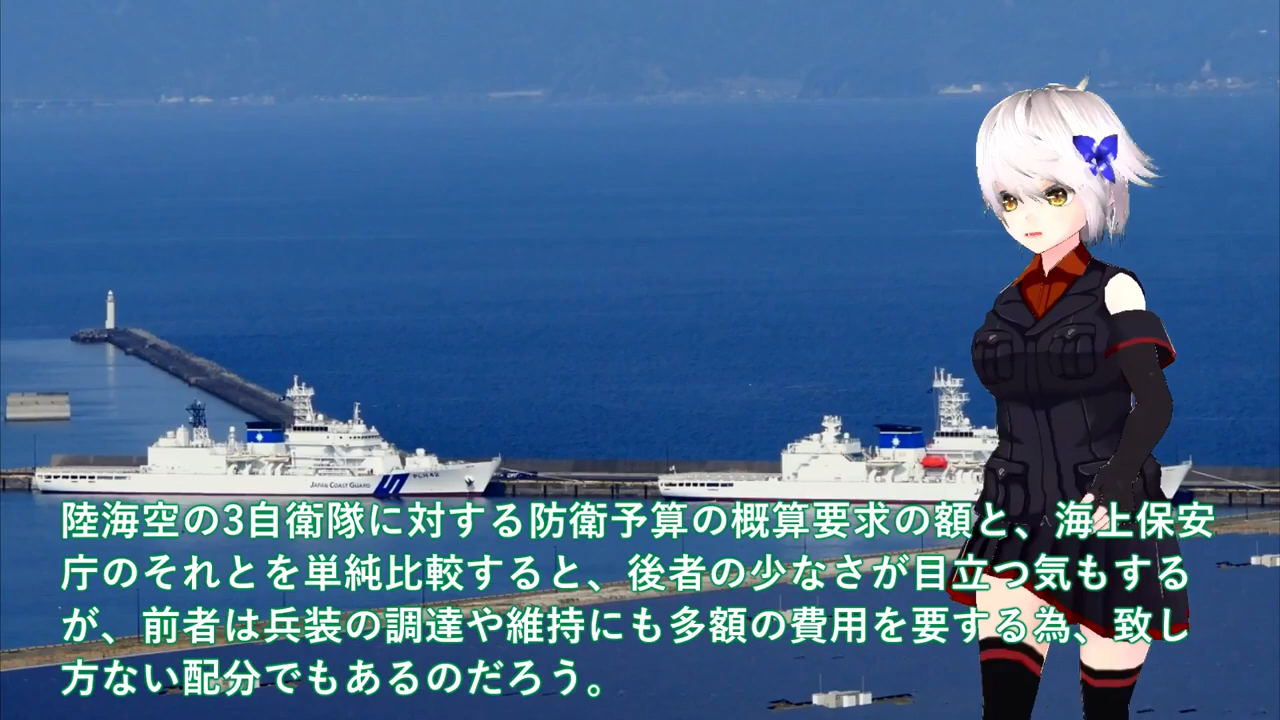 JAPAN COAST GUARD
陸海空の3自衛隊に対する防衛予算の概算要求の額と、海上保安
庁のそれとを単純比較すると、後者の少なさが目立つ気もする
が、前者は兵装の調達や維持にも多額の費用を要する為、致し
方ない配分でもあるのだろう。